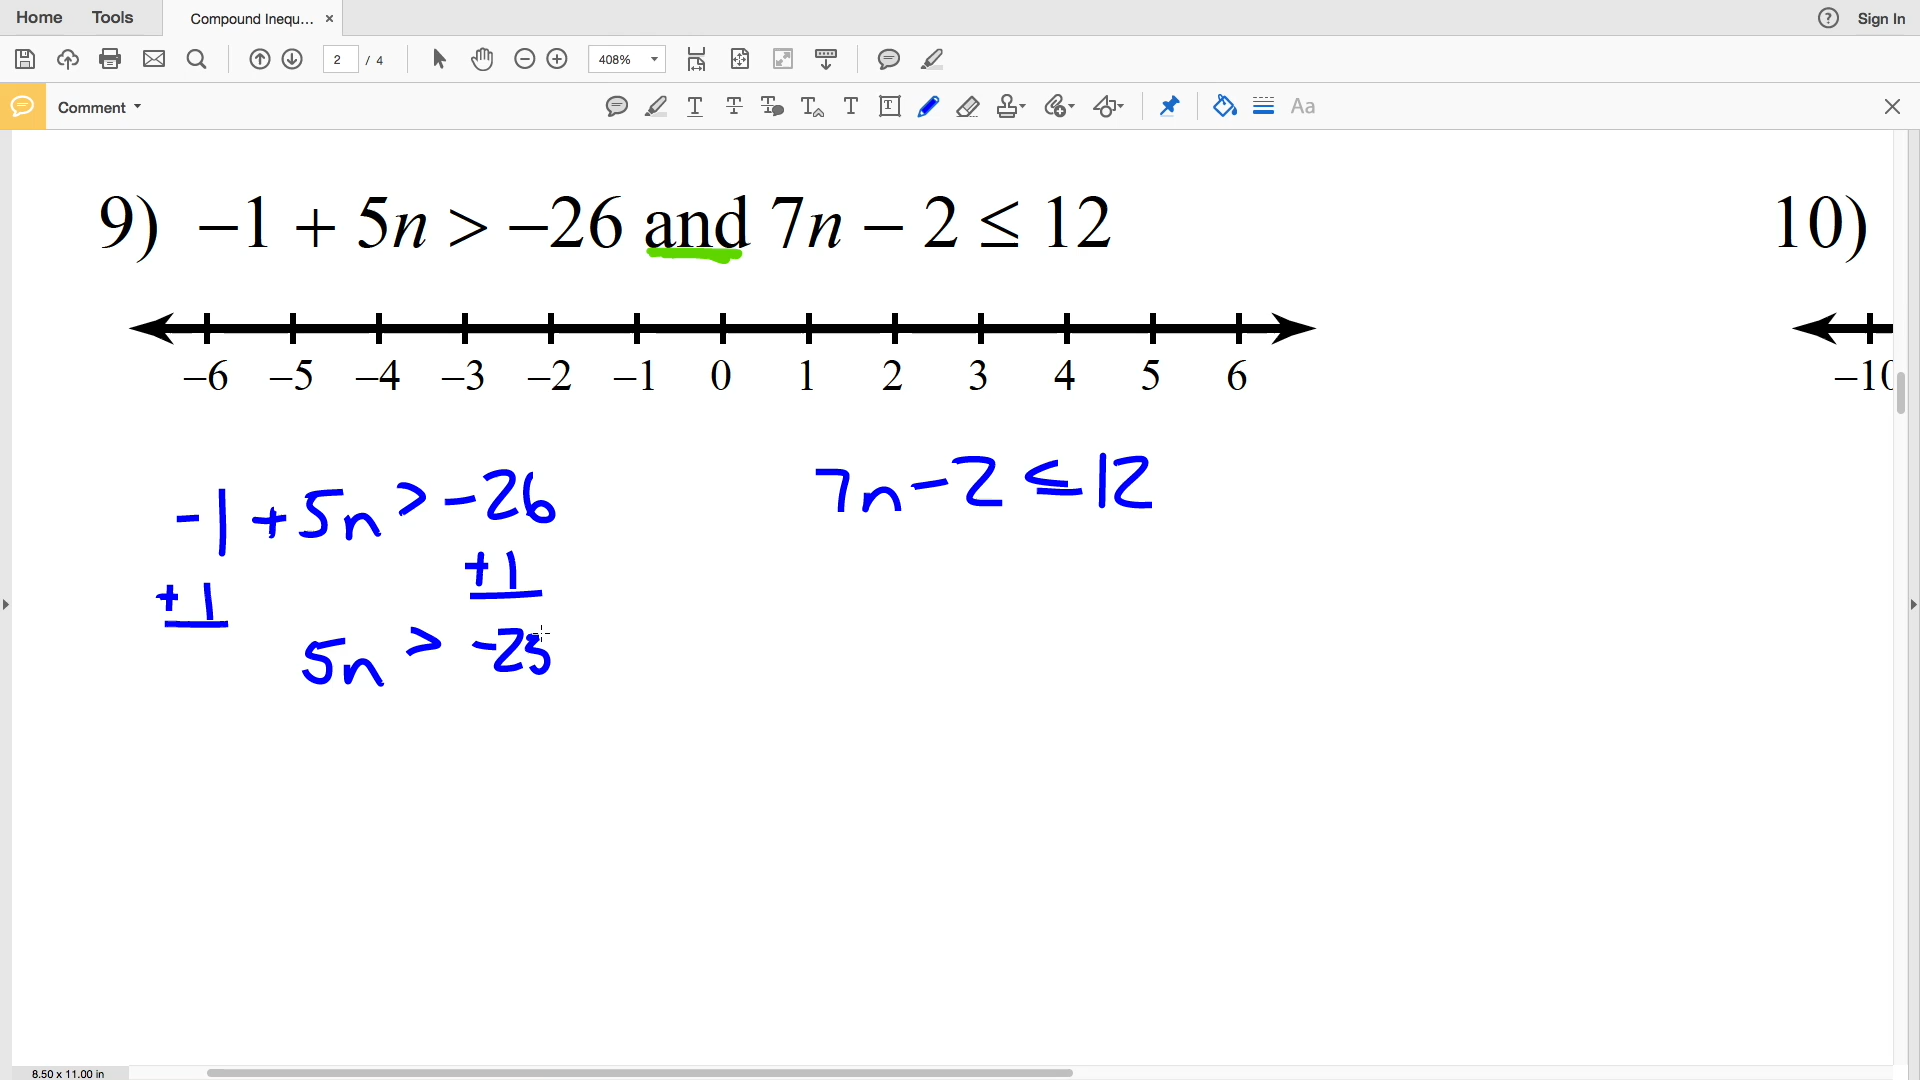 Home Tools Compound Inequ... × ? Sign In
2 / 4 408%
Comment T T T T T T Aa
9) −1 + 5n > −26 and 7n − 2 ≤ 12 10)
−6 −5 −4 −3 −2 −1 0 1 2 3 4 5 6 −10
-1 +5n > -26 7n -2 ≤ 12
+1 +1
5n > -25
8.50 x 11.00 in